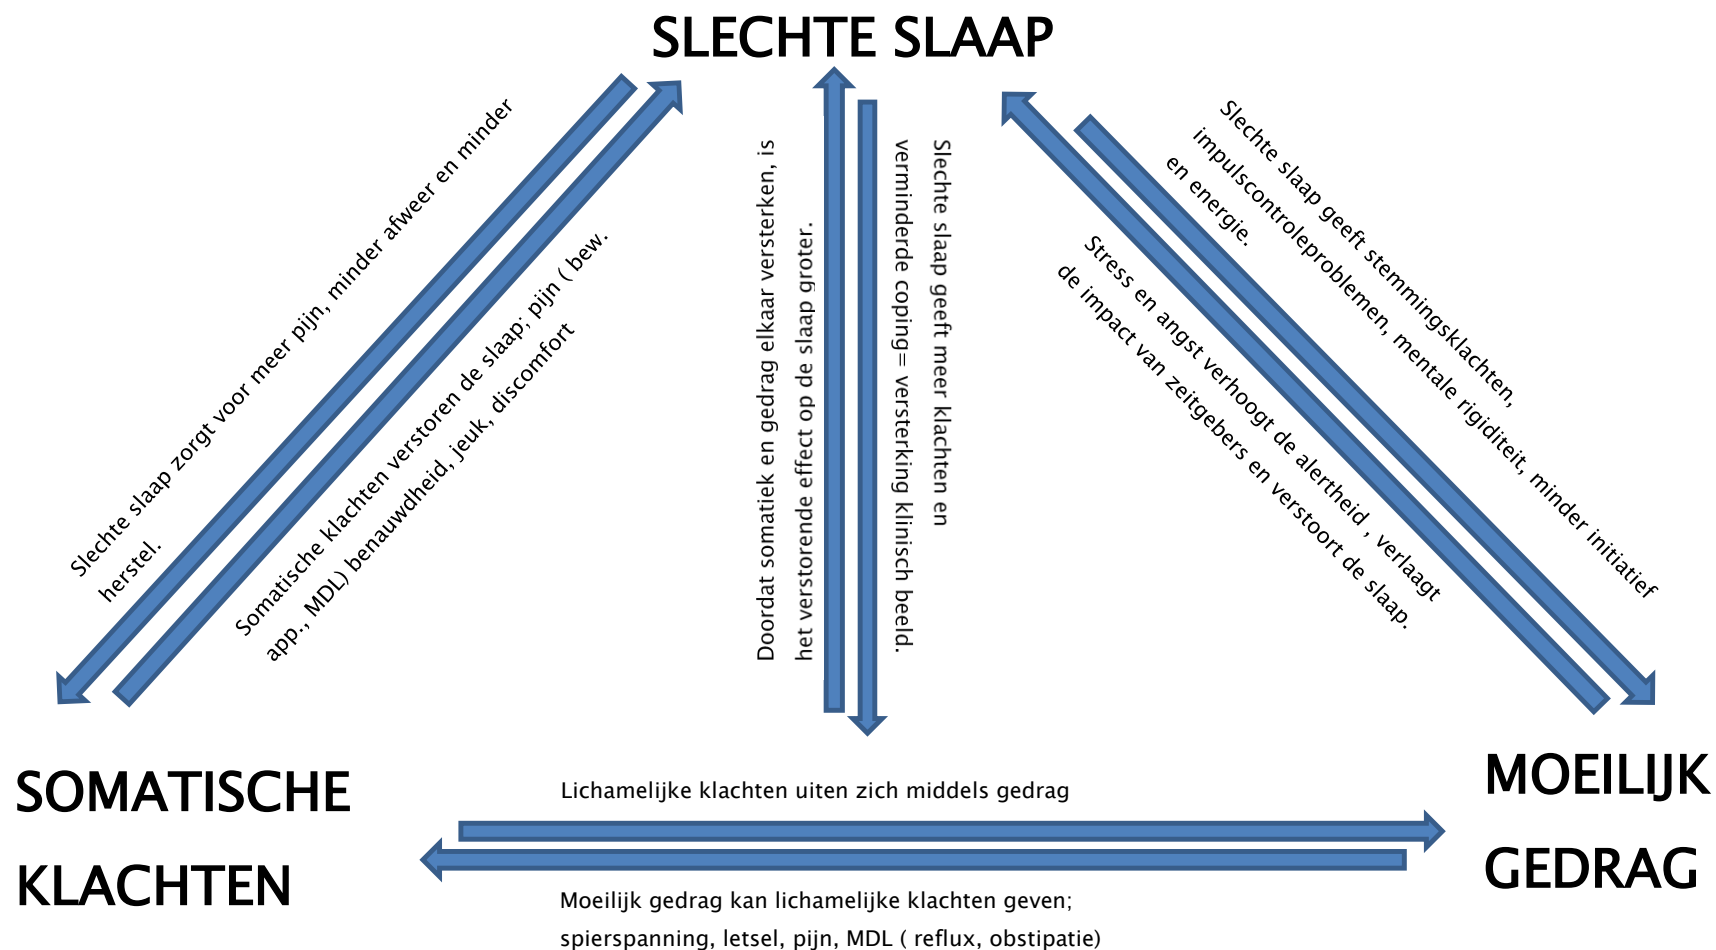 SLECHTE SLAAP
Slechte slaap zorgt voor meer pijn, minder afweer en minder
herstel.
Somatische klachten verstoren de slaap; pijn ( bew.
app., MDL) benauwdheid, jeuk, discomfort
Doordat somatiek en gedrag elkaar versterken, is
het verstorende effect op de slaap groter.
Slechte slaap geeft meer klachten en
verminderde coping= versterking klinisch beeld.
Slechte slaap geeft stemmingsklachten,
impulscontroleproblemen, mentale rigiditeit, minder initiatief
en energie.
Stress en angst verhoogt de alertheid , verlaagt
de impact van zeitgebers en verstoort de slaap.
SOMATISCHE
KLACHTEN
Lichamelijke klachten uiten zich middels gedrag
Moeilijk gedrag kan lichamelijke klachten geven;
spierspanning, letsel, pijn, MDL ( reflux, obstipatie)
MOEILIJK
GEDRAG